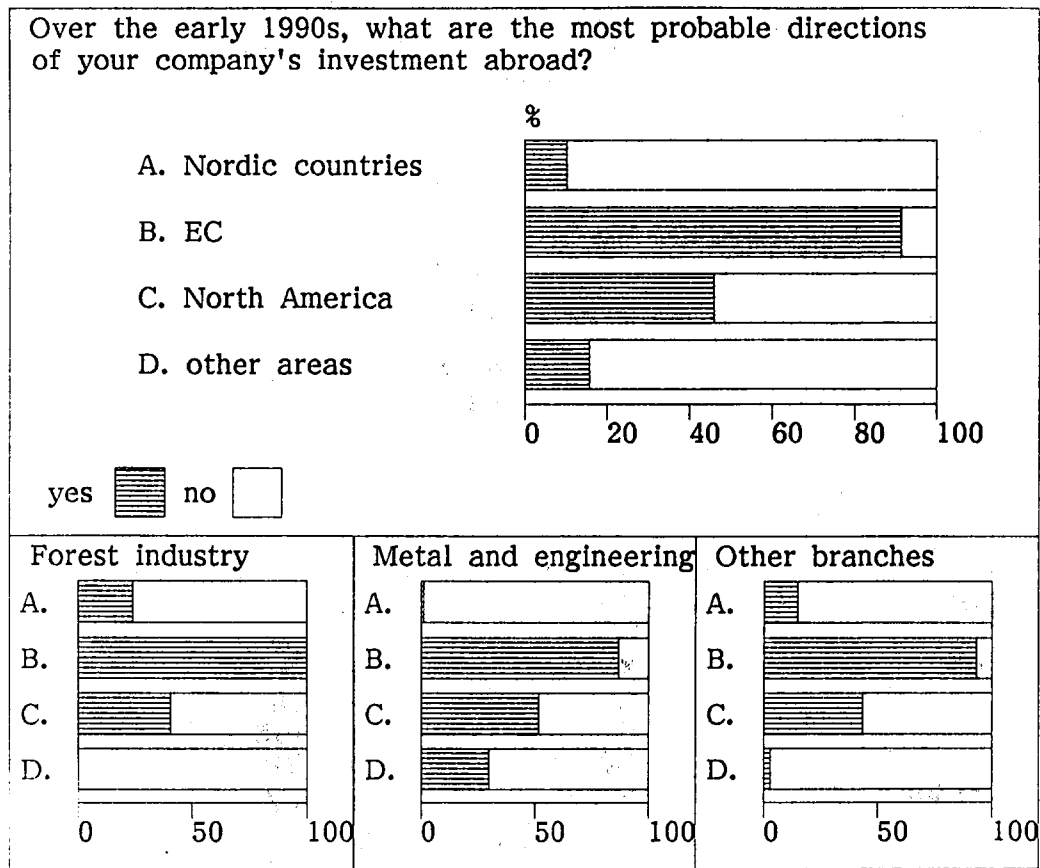 Over the early 1990s, what are the most probable directions
of your company's investment abroad?
%
A. Nordic countries
B. EC
C. North America
D. other areas
0 20 40 60 80 100
yes no
Forest industry
A.
B.
C.
D.
0 50 100
Metal and engineering
A.
B.
C.
D.
0 50 100
Other branches
A.
B.
C.
D.
0 50 100